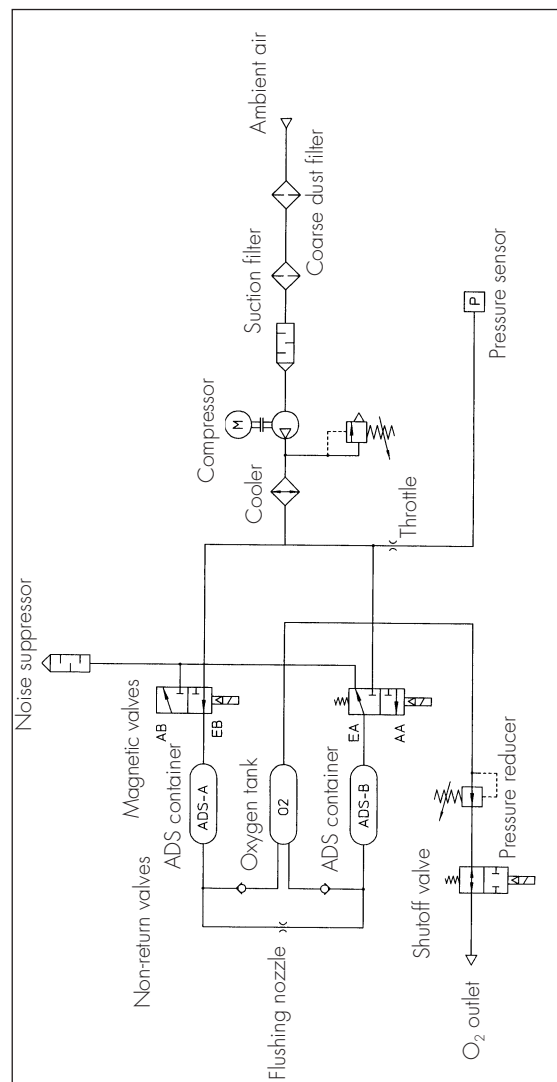 Noise suppressor
Magnetic valves
AB
EB
ADS container
ADS-A
Non-return valves
Oxygen tank
O2
Flushing nozzle
ADS container
ADS-B
EA
AA
Cooler
Compressor
M
Suction filter
Coarse dust filter
Ambient air
Throttle
Pressure sensor
P
Pressure reducer
Shutoff valve
O₂ outlet